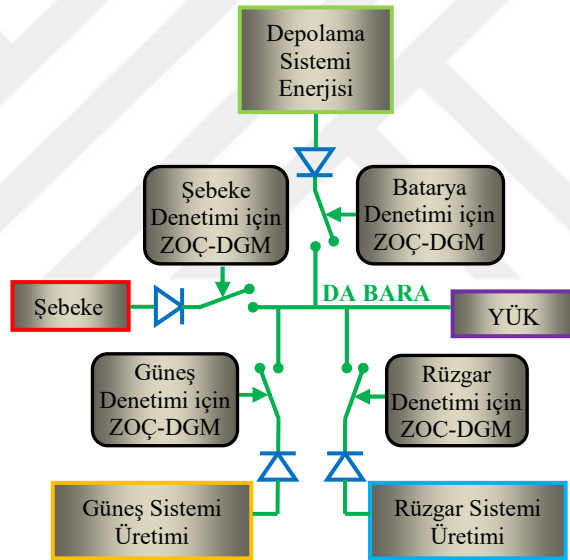 Depolama
Sistemi
Enerjisi
Şebeke
Denetimi için
ZOÇ-DGM
Batarya
Denetimi için
ZOÇ-DGM
Şebeke
DA BARA
YÜK
Güneş
Denetimi için
ZOÇ-DGM
Rüzgar
Denetimi için
ZOC-DGM
Güneş Sistemi
Üretimi
Rüzgar Sistemi
Üretimi